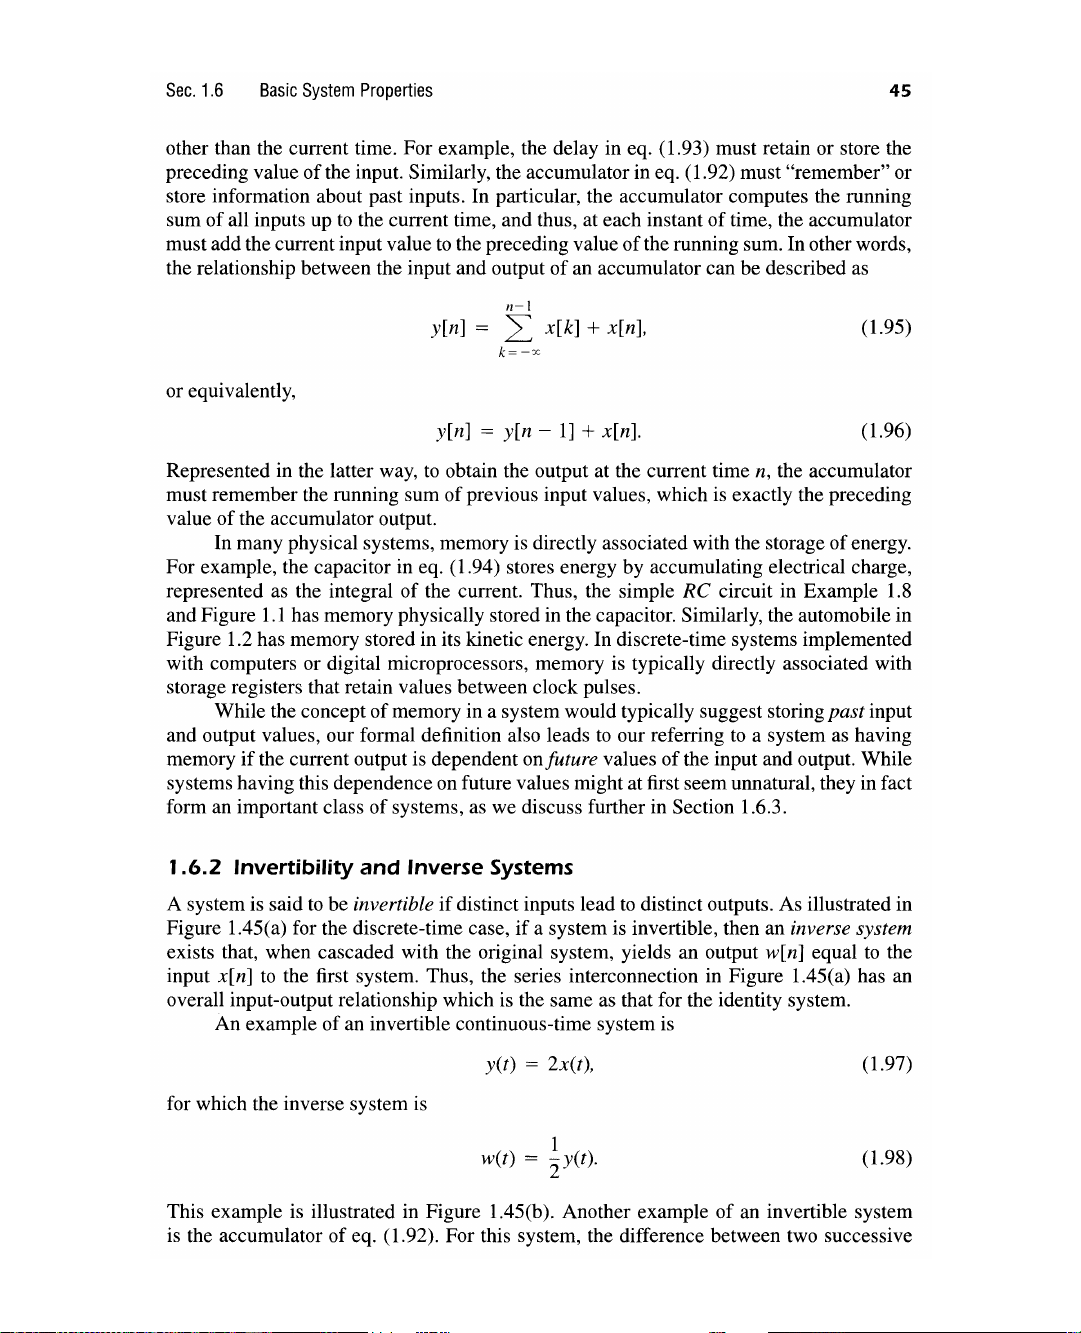 Sec. 1.6 Basic System Properties 45
other than the current time. For example, the delay in eq. (1.93) must retain or store the
preceding value of the input. Similarly, the accumulator in eq. (1.92) must “remember” or
store information about past inputs. In particular, the accumulator computes the running
sum of all inputs up to the current time, and thus, at each instant of time, the accumulator
must add the current input value to the preceding value of the running sum. In other words,
the relationship between the input and output of an accumulator can be described as
y[n] = ∑_{k=−∞}^{n−1} x[k] + x[n], (1.95)
or equivalently,
y[n] = y[n − 1] + x[n]. (1.96)
Represented in the latter way, to obtain the output at the current time n, the accumulator
must remember the running sum of previous input values, which is exactly the preceding
value of the accumulator output.
In many physical systems, memory is directly associated with the storage of energy.
For example, the capacitor in eq. (1.94) stores energy by accumulating electrical charge,
represented as the integral of the current. Thus, the simple RC circuit in Example 1.8
and Figure 1.1 has memory physically stored in the capacitor. Similarly, the automobile in
Figure 1.2 has memory stored in its kinetic energy. In discrete-time systems implemented
with computers or digital microprocessors, memory is typically directly associated with
storage registers that retain values between clock pulses.
While the concept of memory in a system would typically suggest storing past input
and output values, our formal definition also leads to our referring to a system as having
memory if the current output is dependent on future values of the input and output. While
systems having this dependence on future values might at first seem unnatural, they in fact
form an important class of systems, as we discuss further in Section 1.6.3.
1.6.2 Invertibility and Inverse Systems
A system is said to be invertible if distinct inputs lead to distinct outputs. As illustrated in
Figure 1.45(a) for the discrete-time case, if a system is invertible, then an inverse system
exists that, when cascaded with the original system, yields an output w[n] equal to the
input x[n] to the first system. Thus, the series interconnection in Figure 1.45(a) has an
overall input-output relationship which is the same as that for the identity system.
An example of an invertible continuous-time system is
y(t) = 2x(t), (1.97)
for which the inverse system is
w(t) = 1/2 y(t). (1.98)
This example is illustrated in Figure 1.45(b). Another example of an invertible system
is the accumulator of eq. (1.92). For this system, the difference between two successive